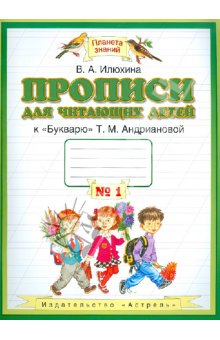 Планета
знаний
В. А. Илюхина
ПРОПИСИ
ДЛЯ ЧИТАЮЩИХ ДЕТЕЙ
к «Букварю» Т. М. Андриановой
№ 1
Издательство «Астрель»